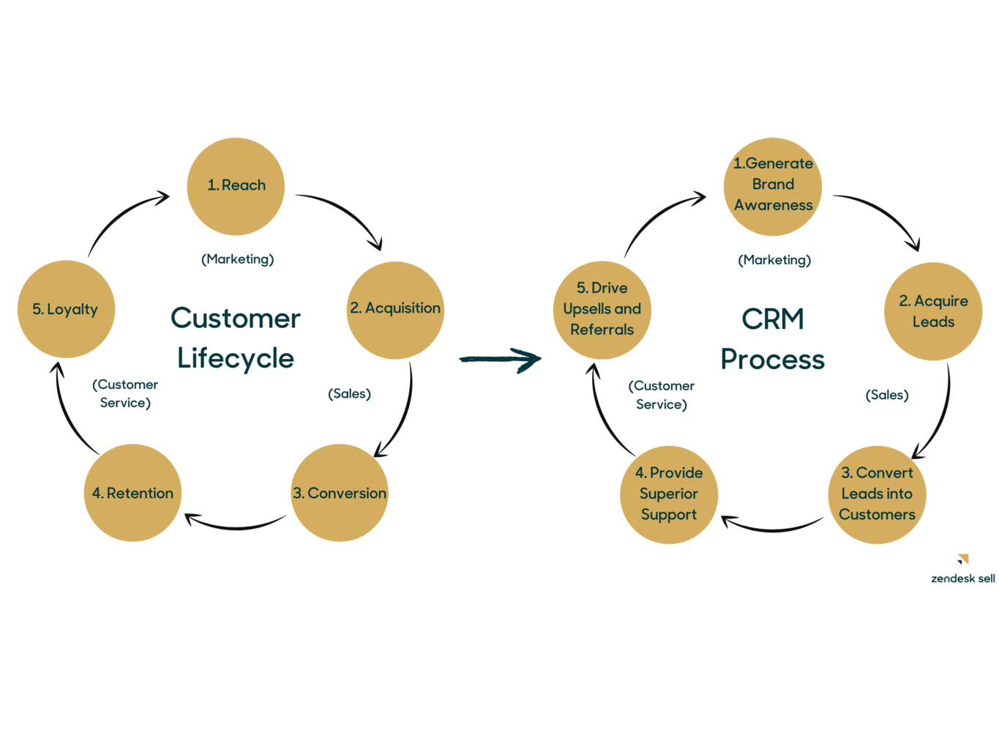 1. Reach
(Marketing)
2. Acquisition
(Sales)
3. Conversion
4. Retention
(Customer
Service)
5. Loyalty
Customer
Lifecycle
1.Generate
Brand
Awareness
(Marketing)
2. Acquire
Leads
(Sales)
3. Convert
Leads into
Customers
4. Provide
Superior
Support
(Customer
Service)
5. Drive
Upsells and
Referrals
CRM
Process
zendesk sell